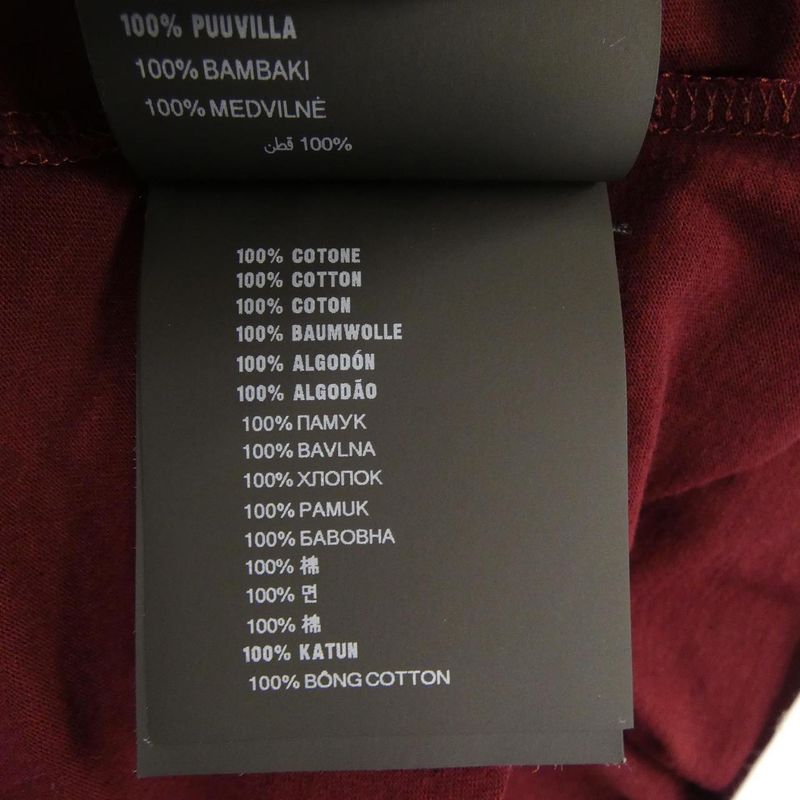 100% PUUVILLA
100% BAMBAKI
100% MEDVILNĖ
100% قطن
100% COTONE
100% COTTON
100% COTON
100% BAUMWOLLE
100% ALGODÓN
100% ALGODÃO
100% ПАМУК
100% BAVLNA
100% ХЛОПОК
100% PAMUK
100% БАВОВНА
100% 棉
100% 면
100% 棉
100% KATUN
100% BÔNG COTTON